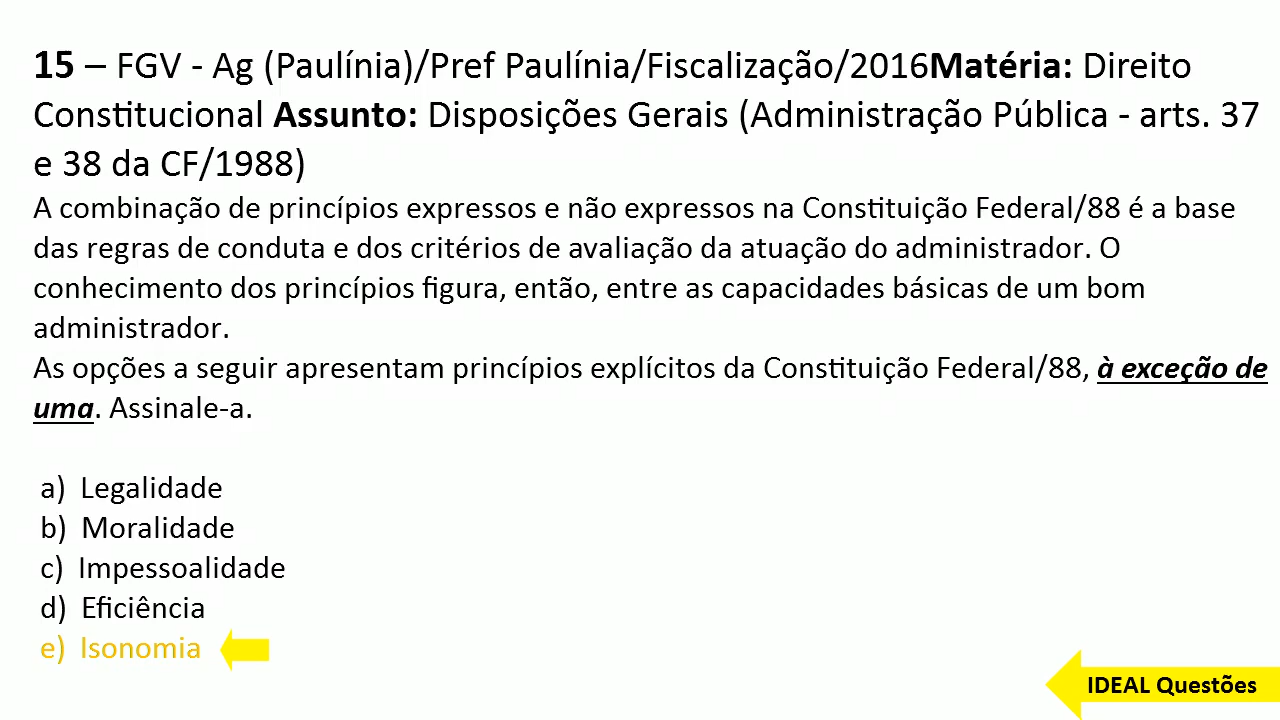 15 – FGV - Ag (Paulínia)/Pref Paulínia/Fiscalização/2016Matéria: Direito
Constitucional Assunto: Disposições Gerais (Administração Pública - arts. 37
e 38 da CF/1988)
A combinação de princípios expressos e não expressos na Constituição Federal/88 é a base
das regras de conduta e dos critérios de avaliação da atuação do administrador. O
conhecimento dos princípios figura, então, entre as capacidades básicas de um bom
administrador.
As opções a seguir apresentam princípios explícitos da Constituição Federal/88, à exceção de
uma. Assinale-a.
a) Legalidade
b) Moralidade
c) Impessoalidade
d) Eficiência
e) Isonomia
IDEAL Questões